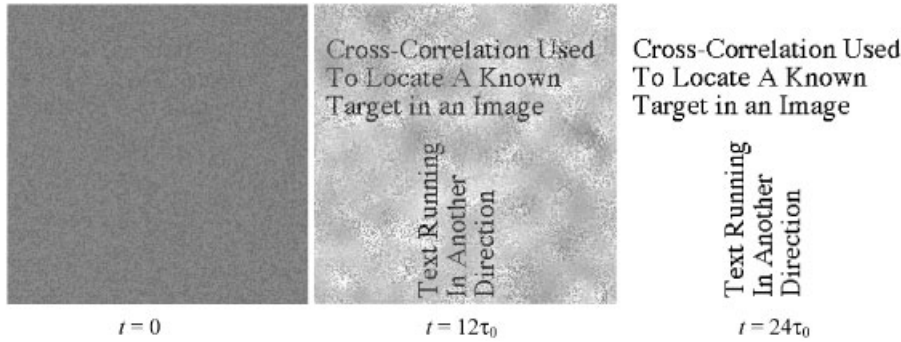 Cross-Correlation Used
To Locate A Known
Target in an Image
Text Running
In Another
Direction
Cross-Correlation Used
To Locate A Known
Target in an Image
Text Running
In Another
Direction
t = 0
t = 12τ₀
t = 24τ₀